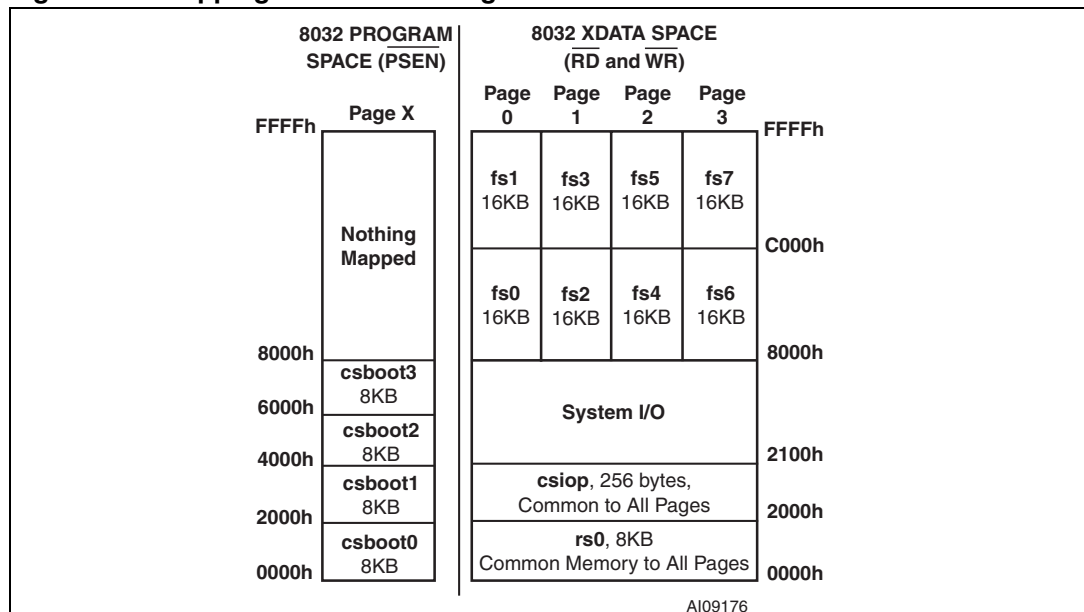 8032 PROGRAM
SPACE (PSEN)
8032 XDATA SPACE
(RD and WR)
Page X
Page
0
Page
1
Page
2
Page
3
FFFFh
FFFFh
Nothing
Mapped
fs1
16KB
fs3
16KB
fs5
16KB
fs7
16KB
C000h
fs0
16KB
fs2
16KB
fs4
16KB
fs6
16KB
8000h
8000h
csboot3
8KB
System I/O
6000h
csboot2
8KB
4000h
2100h
csboot1
8KB
csiop, 256 bytes,
Common to All Pages
2000h
2000h
csboot0
8KB
rs0, 8KB
Common Memory to All Pages
0000h
0000h
AI09176